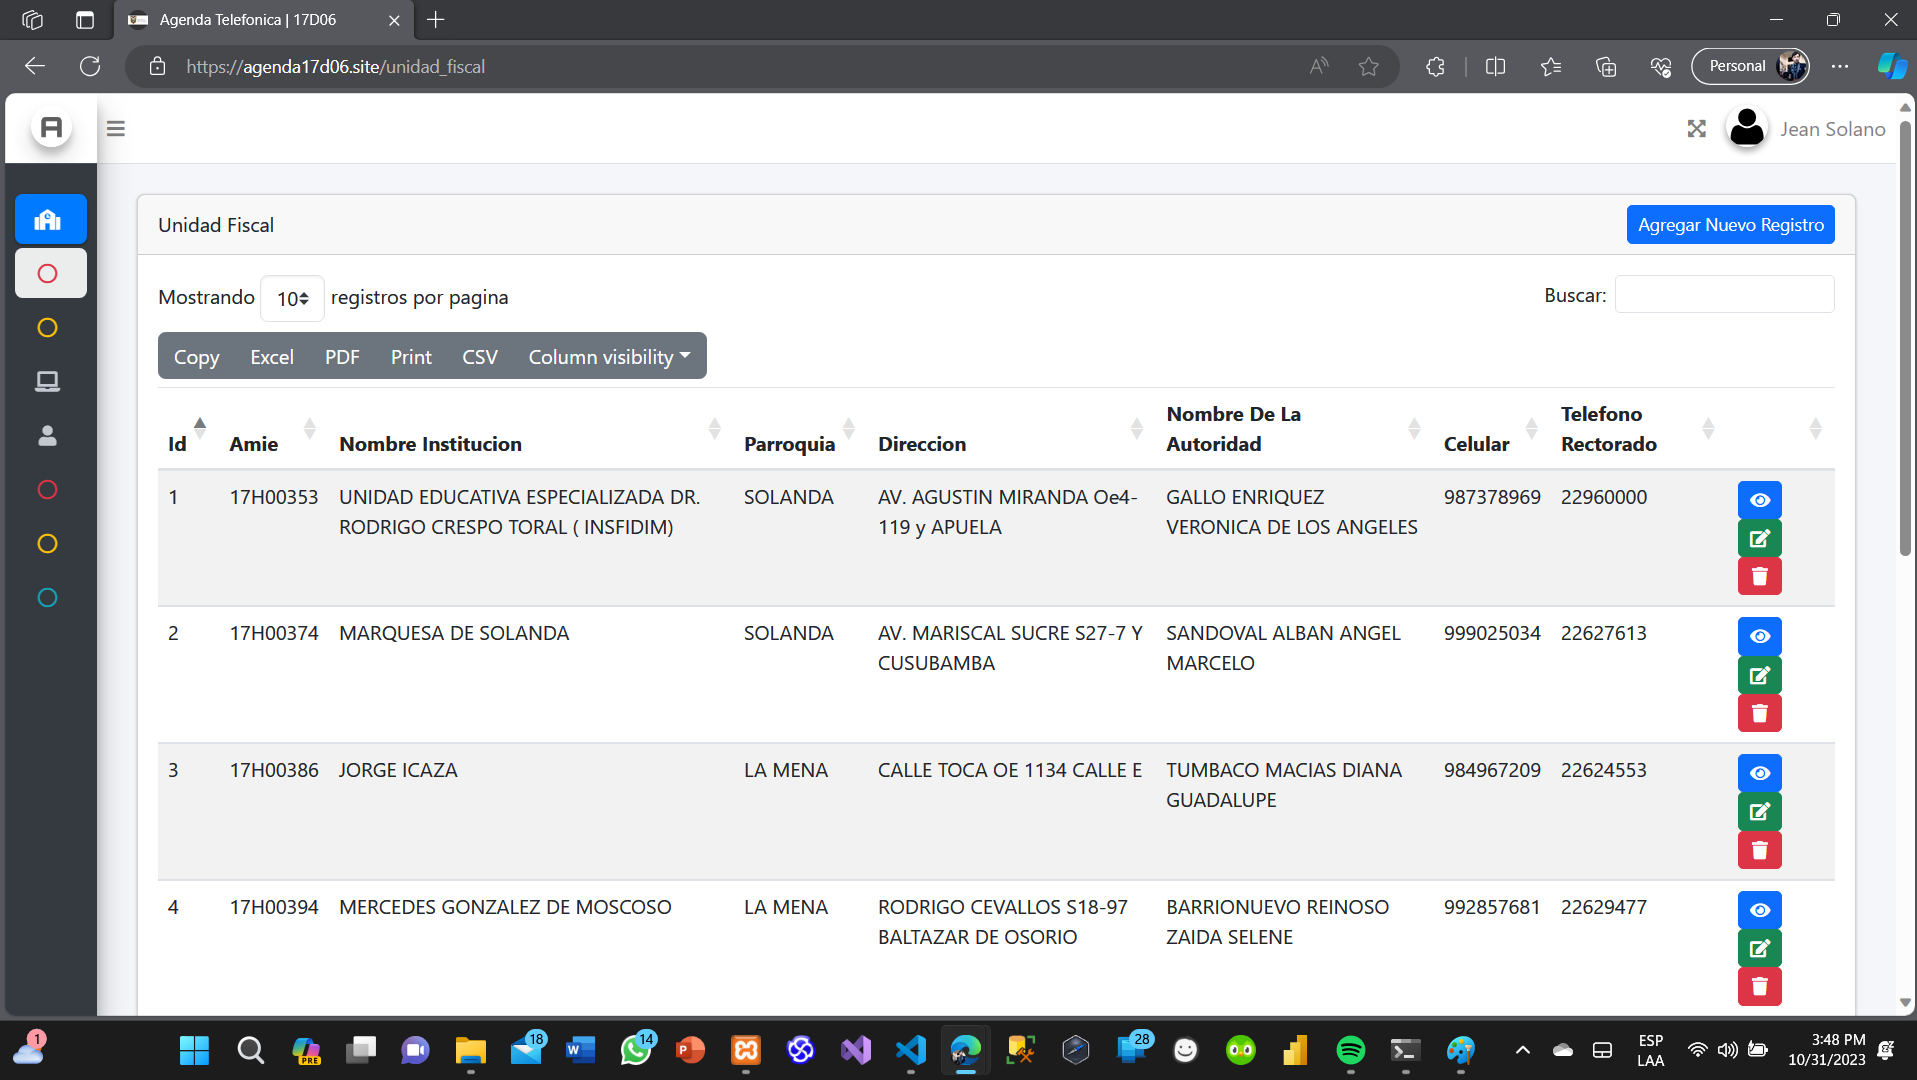 Agenda Telefonica | 17D06
https://agenda17d06.site/unidad_fiscal
Personal
A
Jean Solano
Unidad Fiscal
Agregar Nuevo Registro
Mostrando 10 registros por pagina
Buscar:
Copy Excel PDF Print CSV Column visibility
Id Amie Nombre Institucion Parroquia Direccion Nombre De La Autoridad Celular Telefono Rectorado
1 17H00353 UNIDAD EDUCATIVA ESPECIALIZADA DR. SOLANDA AV. AGUSTIN MIRANDA Oe4- GALLO ENRIQUEZ 987378969 22960000
RODRIGO CRESPO TORAL ( INSFIDIM) 119 y APUELA VERONICA DE LOS ANGELES
2 17H00374 MARQUESA DE SOLANDA SOLANDA AV. MARISCAL SUCRE S27-7 Y SANDOVAL ALBAN ANGEL 999025034 22627613
CUSUBAMBA MARCELO
3 17H00386 JORGE ICAZA LA MENA CALLE TOCA OE 1134 CALLE E TUMBACO MACIAS DIANA 984967209 22624553
GUADALUPE
4 17H00394 MERCEDES GONZALEZ DE MOSCOSO LA MENA RODRIGO CEVALLOS S18-97 BARRIONUEVO REINOSO 992857681 22629477
BALTAZAR DE OSORIO ZAIDA SELENE
1 PRE 18 14 28 ESP 3:48 PM
LAA 10/31/2023